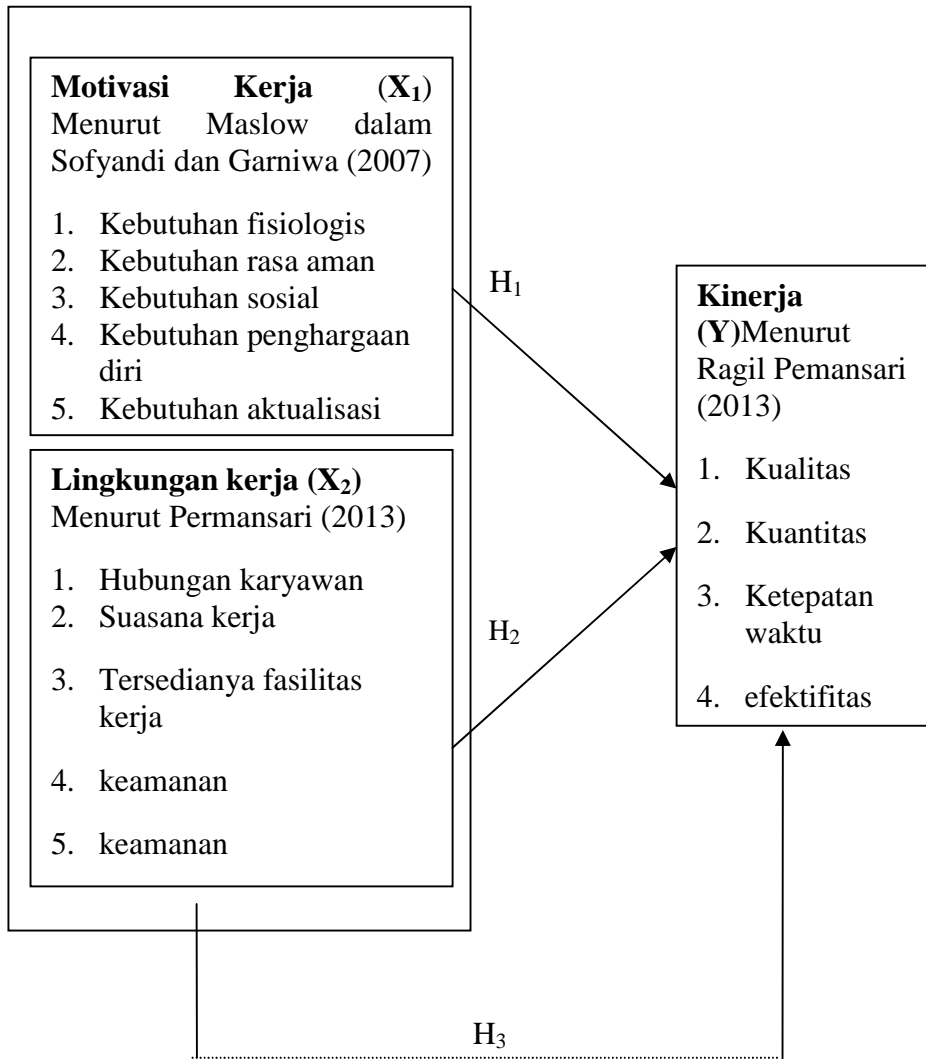 Motivasi Kerja (X₁)
Menurut Maslow dalam
Sofyandi dan Garniwa (2007)
1. Kebutuhan fisiologis
2. Kebutuhan rasa aman
3. Kebutuhan sosial
4. Kebutuhan penghargaan
diri
5. Kebutuhan aktualisasi
Lingkungan kerja (X₂)
Menurut Permansari (2013)
1. Hubungan karyawan
2. Suasana kerja
3. Tersedianya fasilitas
kerja
4. keamanan
5. keamanan
H₁
H₂
Kinerja
(Y)Menurut
Ragil Pemansari
(2013)
1. Kualitas
2. Kuantitas
3. Ketepatan
waktu
4. efektifitas
H₃